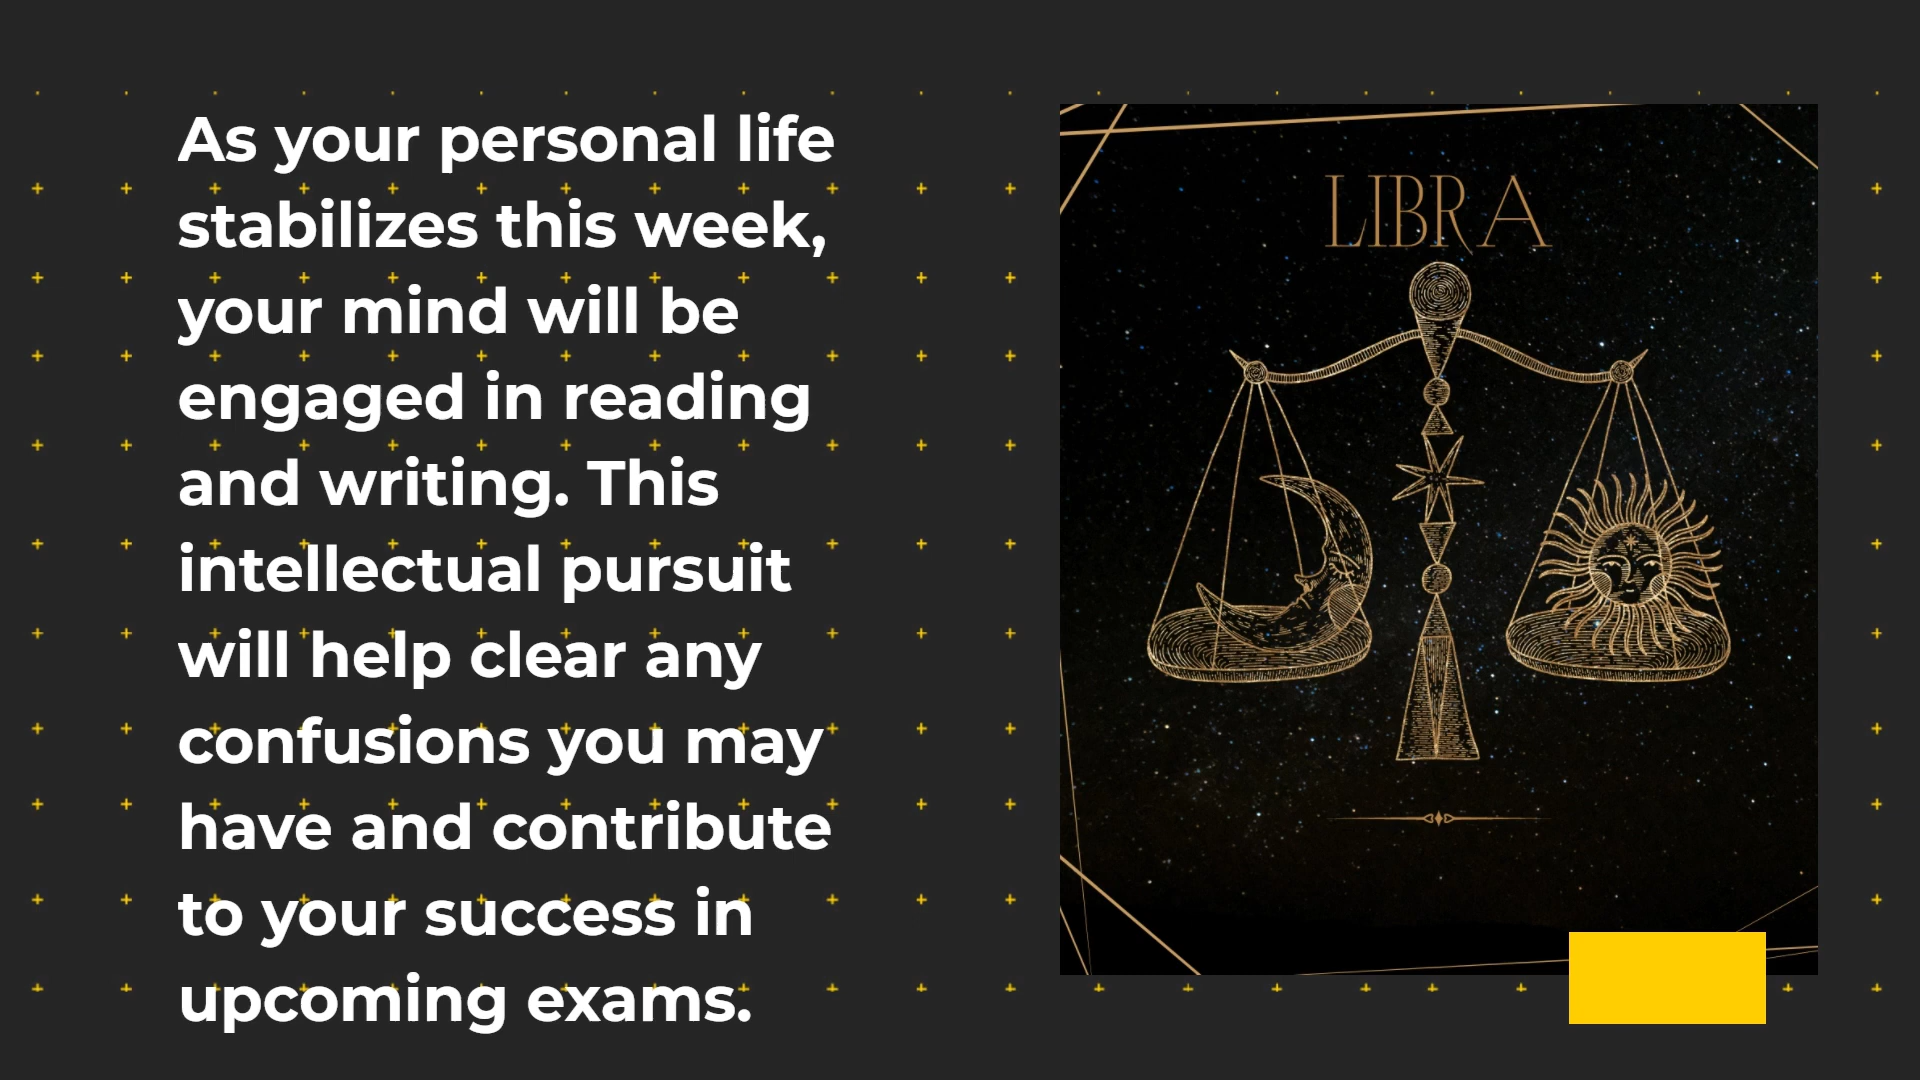 As your personal life
stabilizes this week,
your mind will be
engaged in reading
and writing. This
intellectual pursuit
will help clear any
confusions you may
have and contribute
to your success in
upcoming exams.
LIBRA